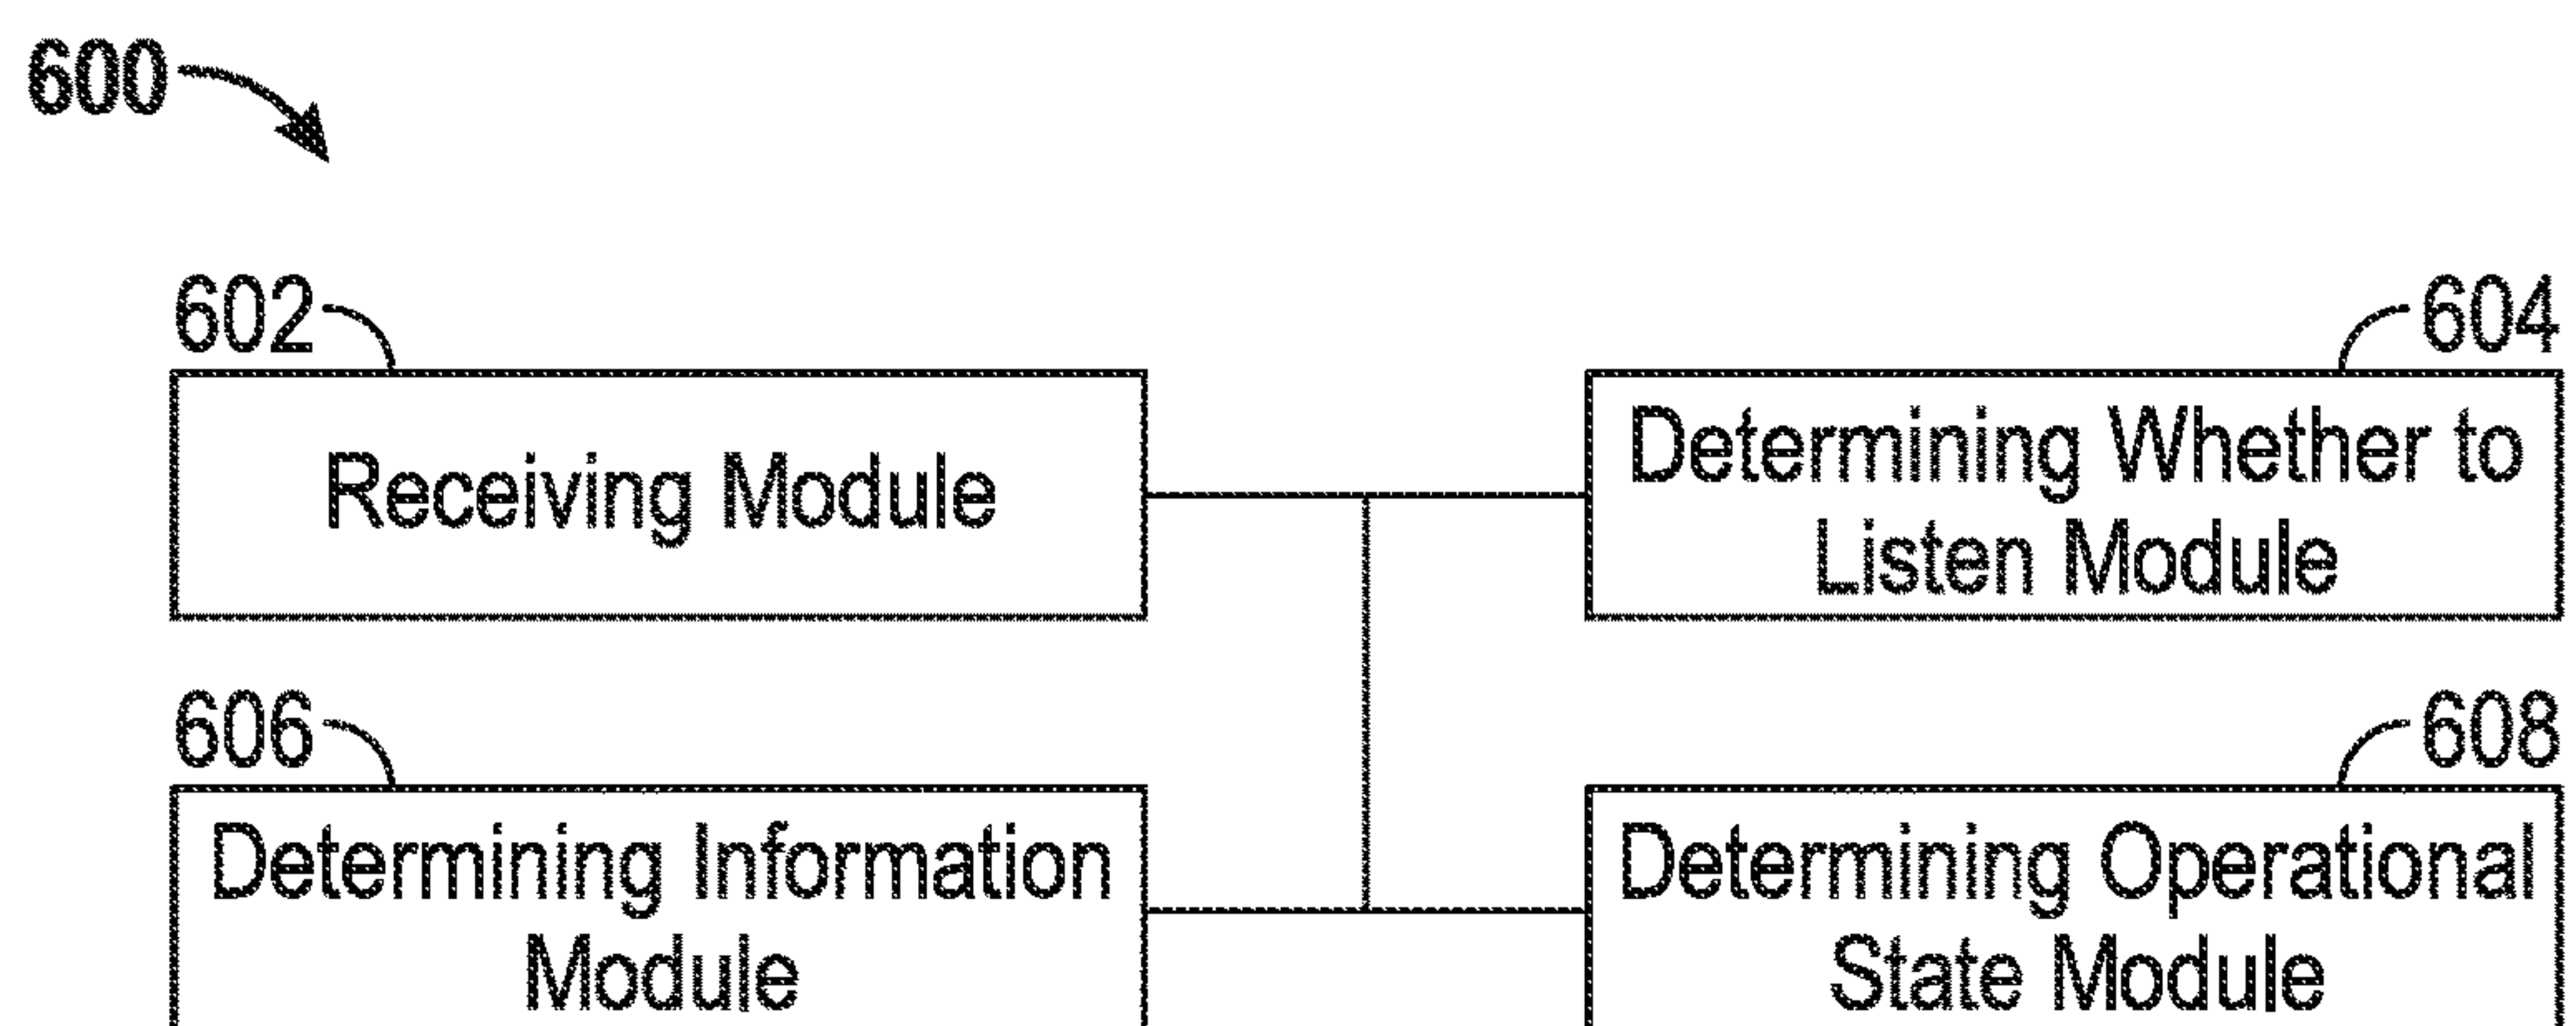 600
602
604
Receiving Module
Determining Whether to
Listen Module
606
608
Determining Information
Module
Determining Operational
State Module